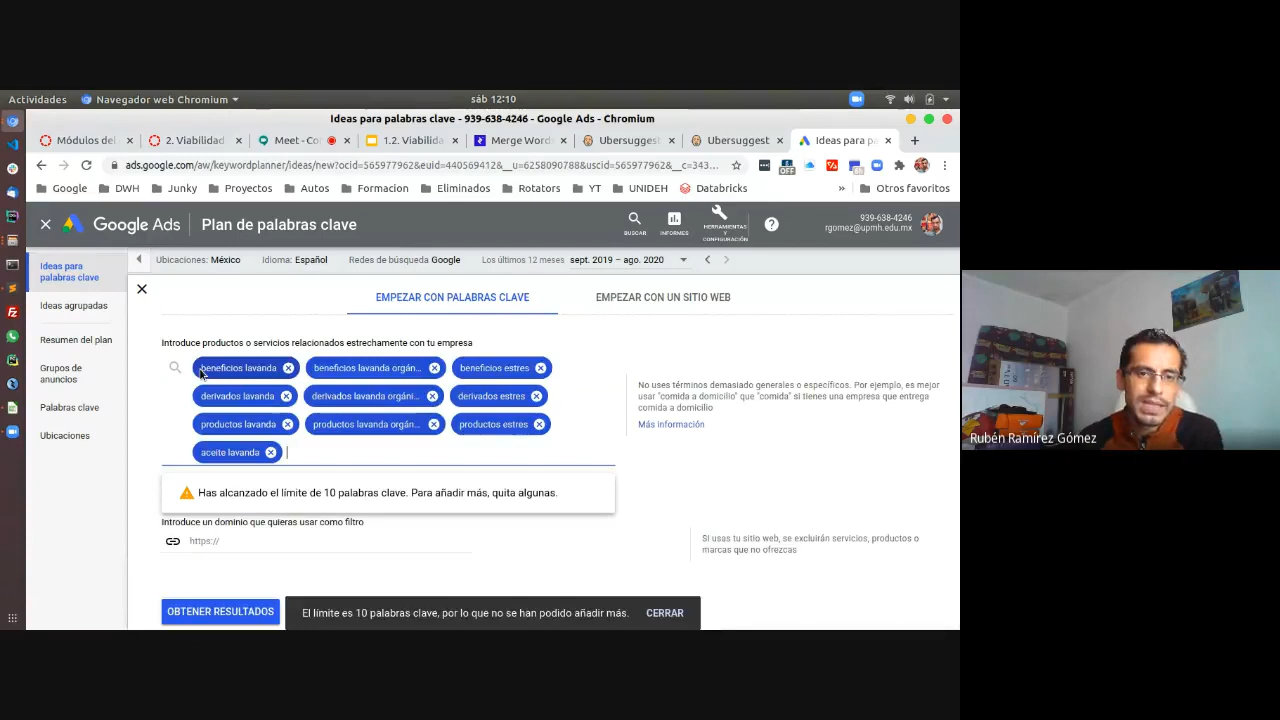 Actividades
Navegador web Chromium
sáb 12:10
Ideas para palabras clave - 939-638-4246 - Google Ads - Chromium
Módulos del
2. Viabilidad
Meet - Co
1.2. Viabilida
Merge Words
Ubersuggest
Ubersuggest
Ideas para pa
ads.google.com/aw/keywordplanner/ideas/new?ocid=565977962&euid=440569412&__u=6258090788&uscid=565977962&__c=343...
OFF
Google
DWH
Junky
Proyectos
Autos
Formacion
Eliminados
Rotators
YT
UNIDEH
Databricks
»
Otros favoritos
Google Ads
Plan de palabras clave
BUSCAR
INFORMES
HERRAMIENTAS
Y
CONFIGURACIÓN
939-638-4246
rgomez@upmh.edu.mx
Ideas para
palabras clave
Ideas agrupadas
Resumen del plan
Grupos de
anuncios
Palabras clave
Ubicaciones
Ubicaciones: México
Idioma: Español
Redes de búsqueda Google
Los últimos 12 meses
sept. 2019 – ago. 2020
EMPEZAR CON PALABRAS CLAVE
EMPEZAR CON UN SITIO WEB
Introduce productos o servicios relacionados estrechamente con tu empresa
beneficios lavanda
beneficios lavanda orgán...
beneficios estres
derivados lavanda
derivados lavanda orgáni...
derivados estres
productos lavanda
productos lavanda orgán...
productos estres
aceite lavanda
No uses términos demasiado generales o específicos. Por ejemplo, es mejor
usar "comida a domicilio" que "comida" si tienes una empresa que entrega
comida a domicilio
Más información
Has alcanzado el límite de 10 palabras clave. Para añadir más, quita algunas.
Introduce un dominio que quieras usar como filtro
https://
Si usas tu sitio web, se excluirán servicios, productos o
marcas que no ofrezcas
OBTENER RESULTADOS
El límite es 10 palabras clave, por lo que no se han podido añadir más.
CERRAR
Rubén Ramírez Gómez